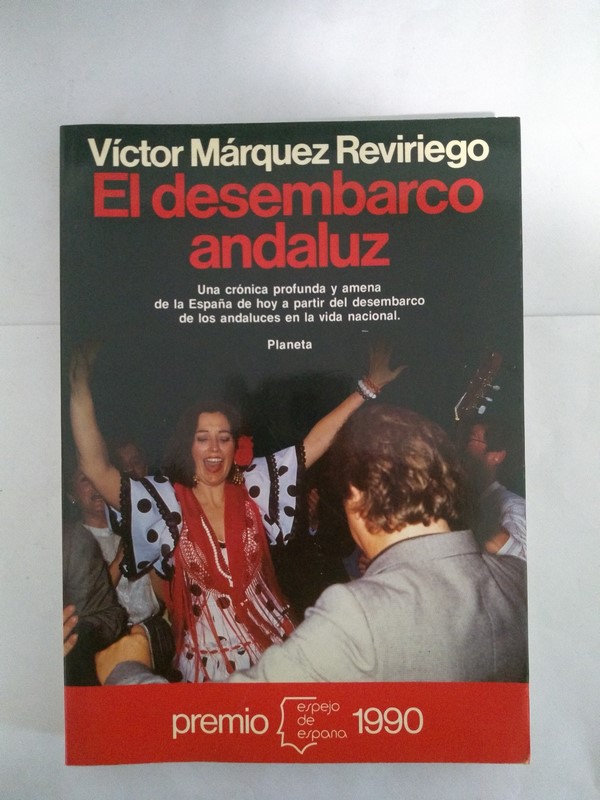 Víctor Márquez Reviriego
El desembarco
andaluz
Una crónica profunda y amena
de la España de hoy a partir del desembarco
de los andaluces en la vida nacional.
Planeta
premio espejo de españa 1990